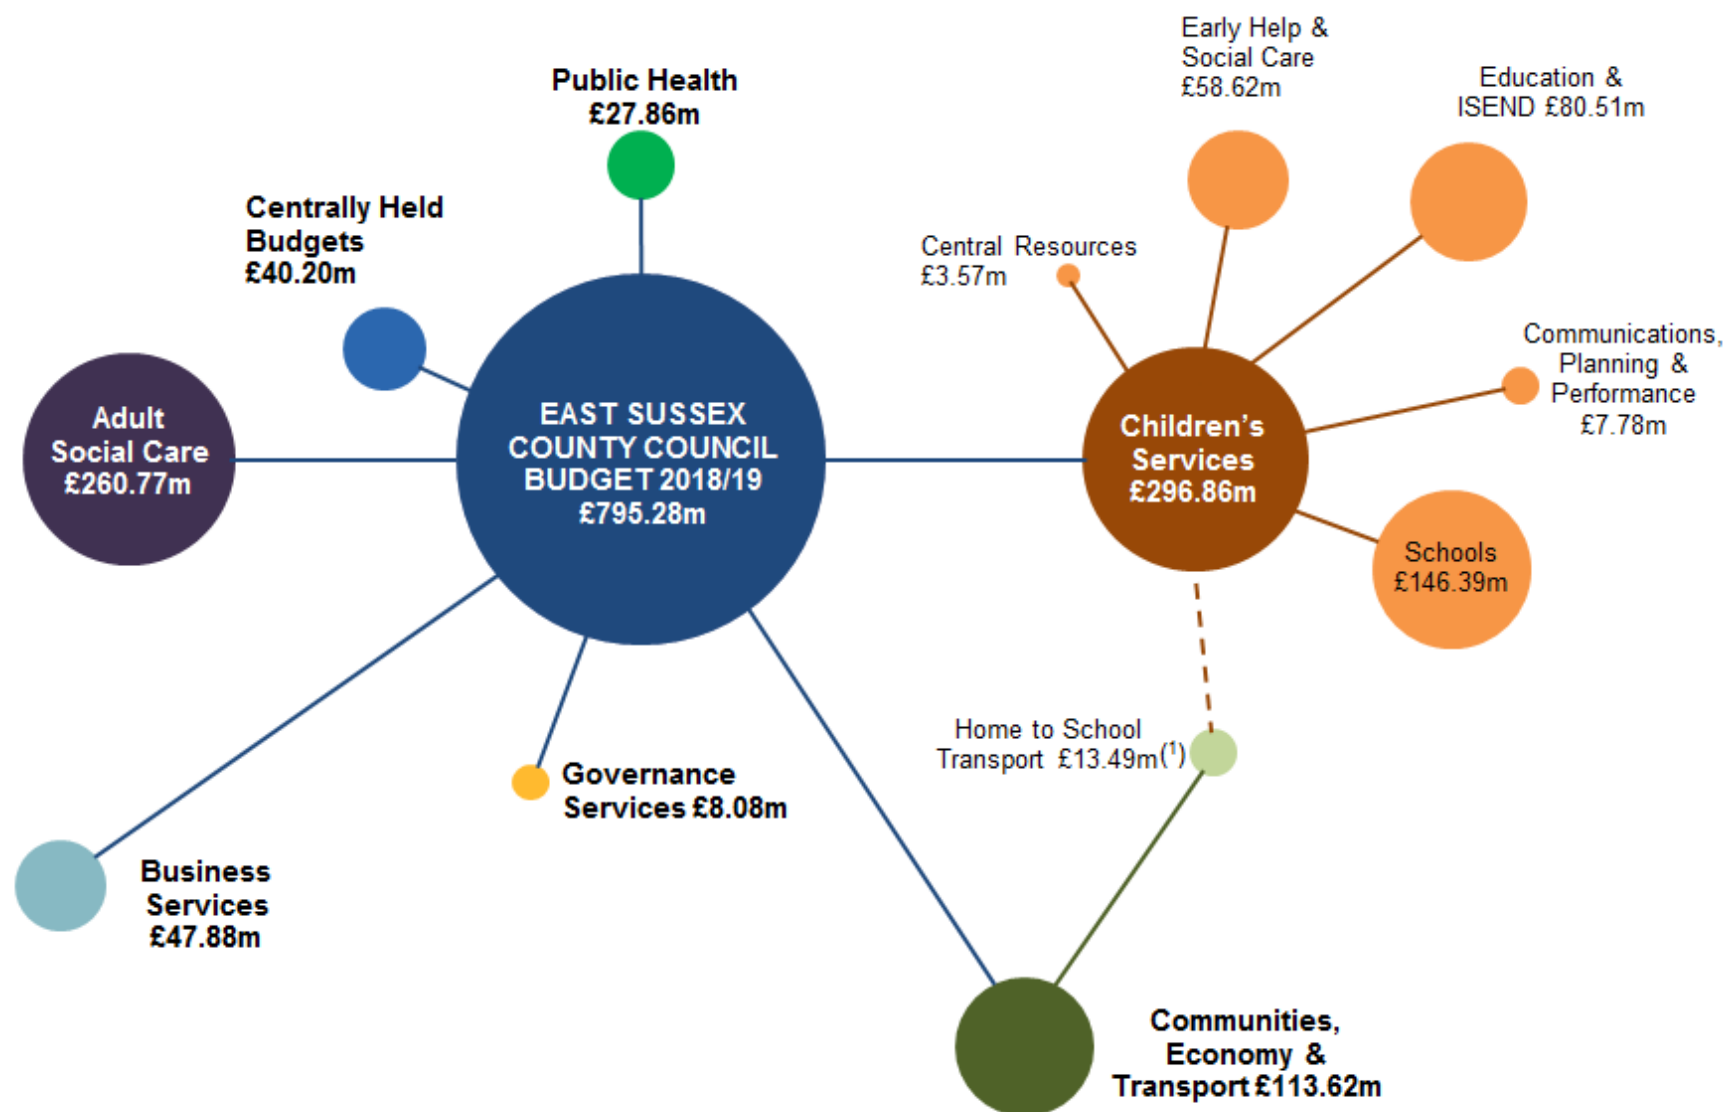 Early Help &
Social Care
£58.62m
Public Health
£27.86m
Education &
ISEND £80.51m
Centrally Held
Budgets
£40.20m
Central Resources
£3.57m
Communications,
Planning &
Performance
£7.78m
Adult
Social Care
£260.77m
EAST SUSSEX
COUNTY COUNCIL
BUDGET 2018/19
£795.28m
Children's
Services
£296.86m
Schools
£146.39m
Home to School
Transport £13.49m(1)
Governance
Services £8.08m
Business
Services
£47.88m
Communities,
Economy &
Transport £113.62m